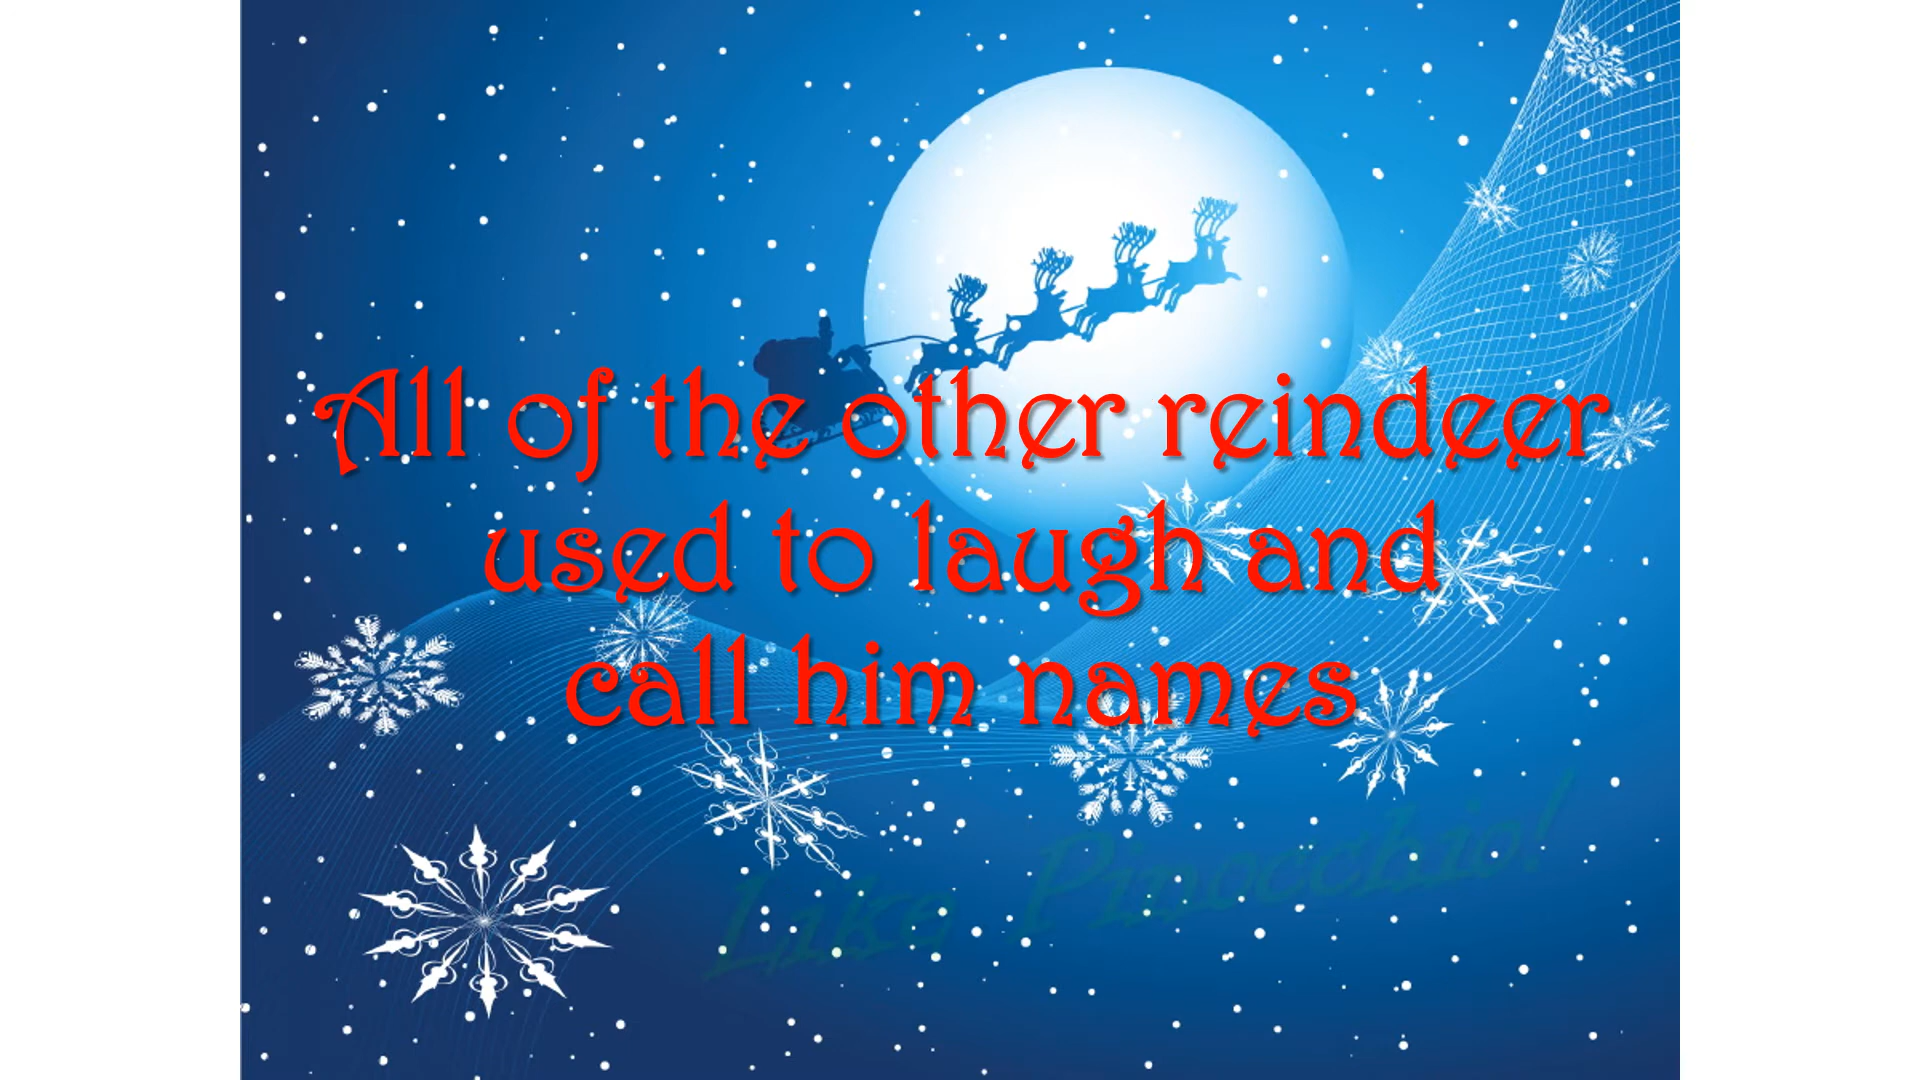 All of the other reindeer
used to laugh and
call him names
Like Pinocchio!